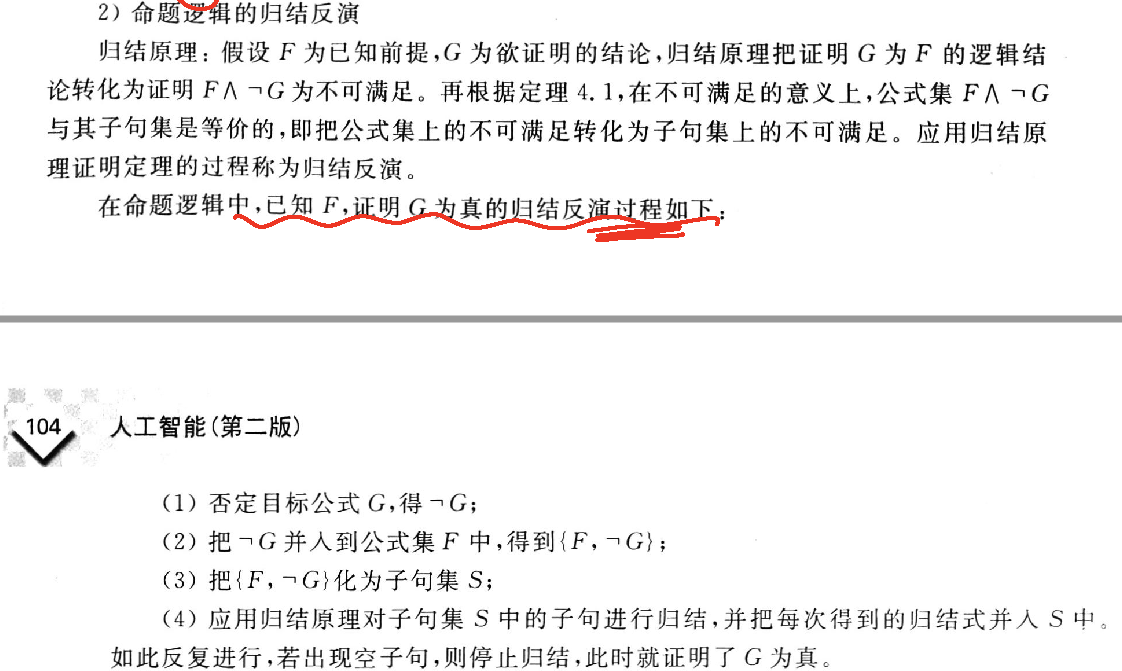 2) 命题逻辑的归结反演
归结原理：假设 F 为已知前提,G 为欲证明的结论,归结原理把证明 G 为 F 的逻辑结
论转化为证明 F∧ ¬G 为不可满足。再根据定理 4.1,在不可满足的意义上,公式集 F∧ ¬G
与其子句集是等价的,即把公式集上的不可满足转化为子句集上的不可满足。应用归结原
理证明定理的过程称为归结反演。
在命题逻辑中,已知 F,证明 G 为真的归结反演过程如下：
104 人工智能(第二版)
(1) 否定目标公式 G,得 ¬G;
(2) 把 ¬G 并入到公式集 F 中,得到{F, ¬G};
(3) 把{F, ¬G}化为子句集 S;
(4) 应用归结原理对子句集 S 中的子句进行归结,并把每次得到的归结式并入 S 中。
如此反复进行,若出现空子句,则停止归结,此时就证明了 G 为真。